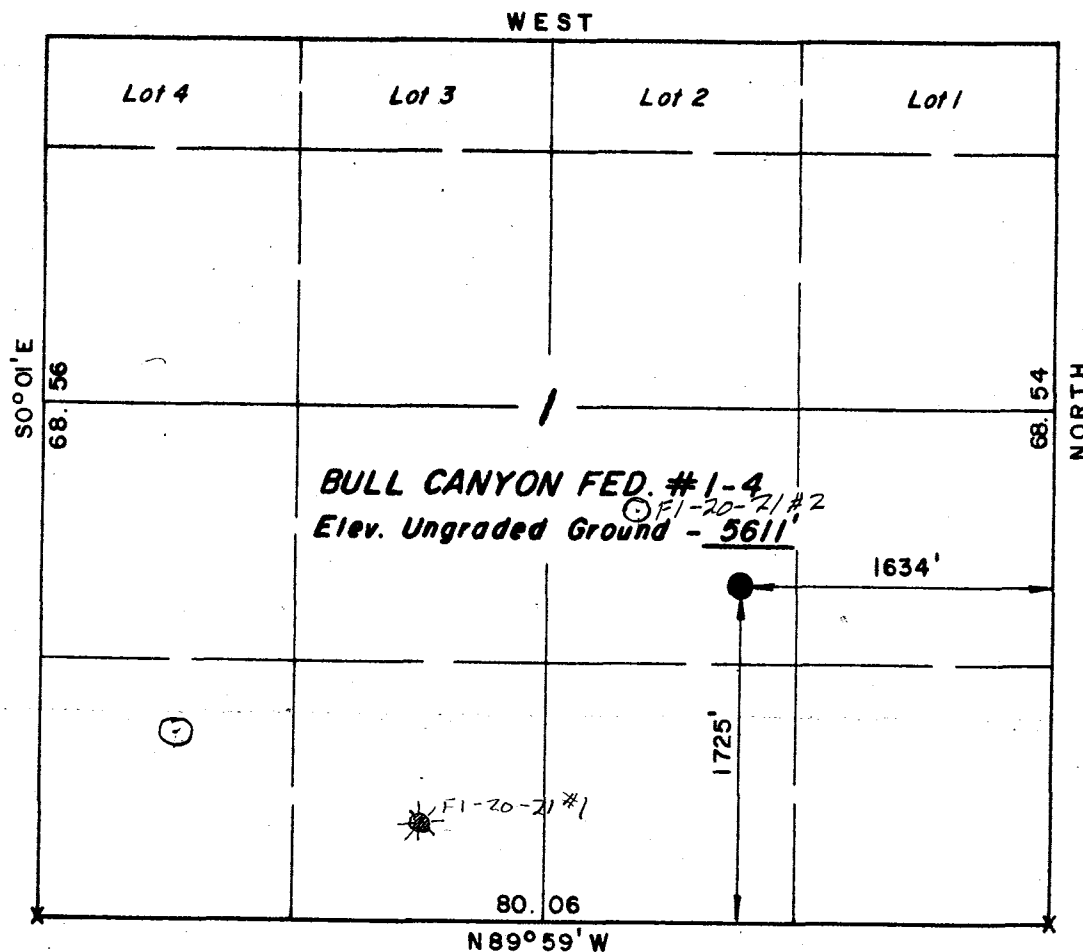 WEST
Lot 4
Lot 3
Lot 2
Lot 1
S0°01'E
68.56
68.54
NORTH
1
BULL CANYON FED. #1-4
F1-20-21 #2
Elev. Ungraded Ground - 5611'
1634'
1725'
F1-20-21 #1
80.06
N89°59'W